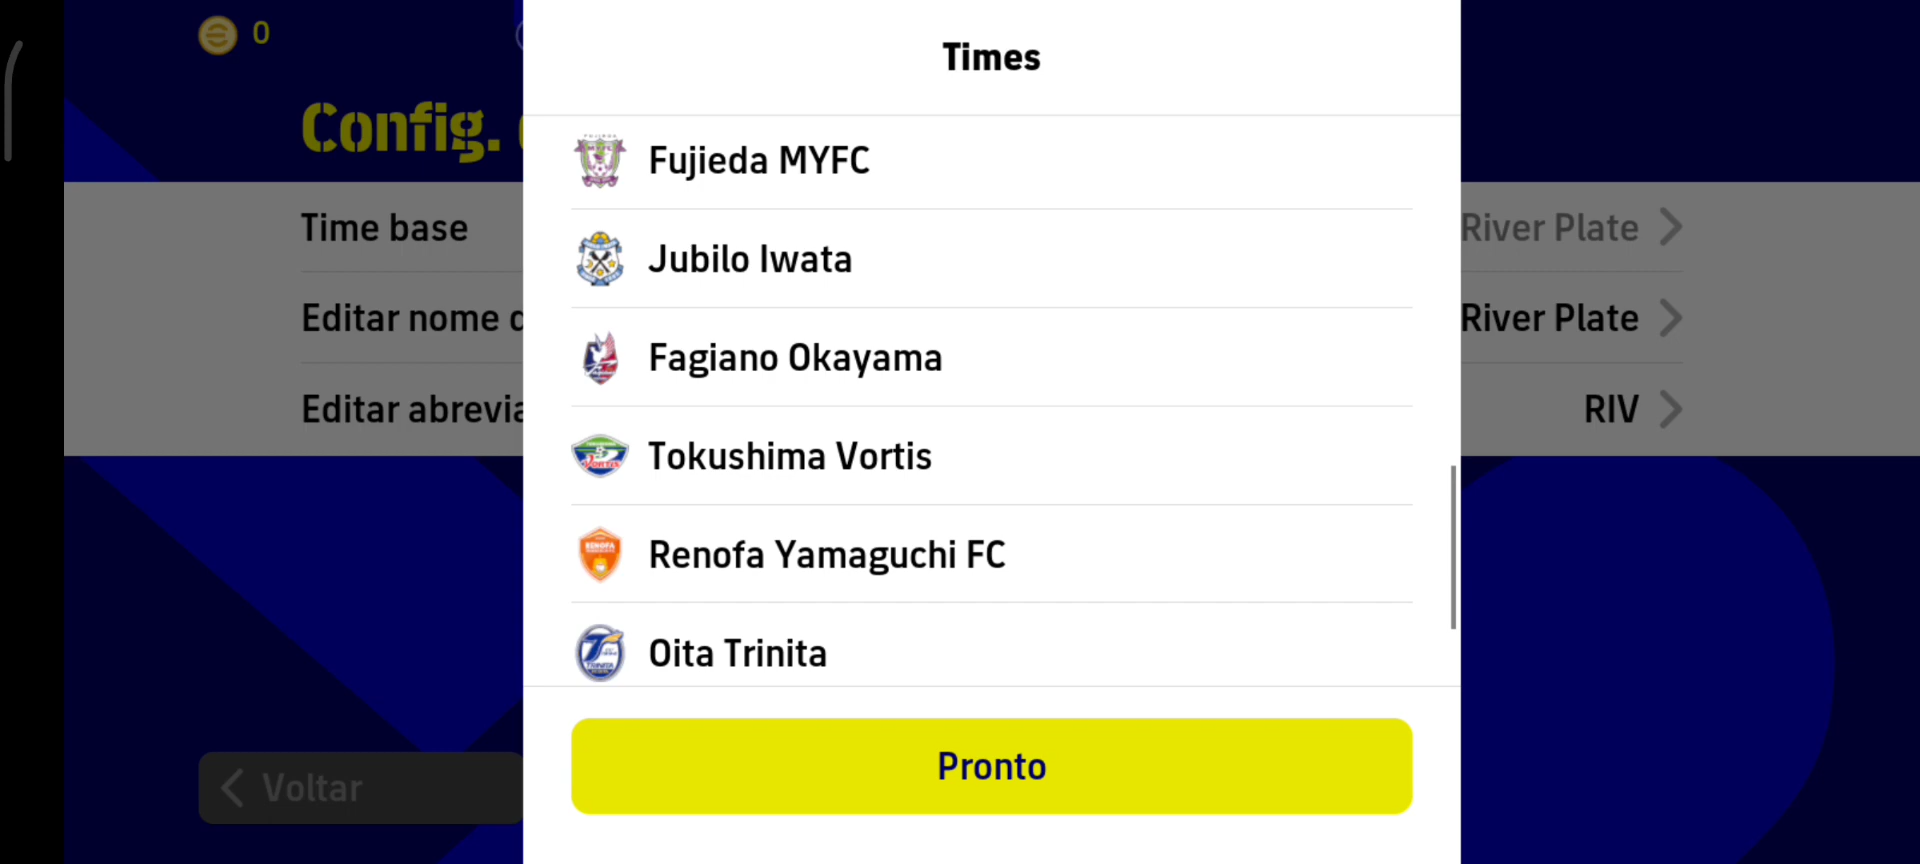 0
Times
Config.
Fujieda MYFC
Time base
River Plate
Jubilo Iwata
Editar nome d
River Plate
Fagiano Okayama
Editar abrevia
RIV
Tokushima Vortis
Renofa Yamaguchi FC
Oita Trinita
Pronto
Voltar